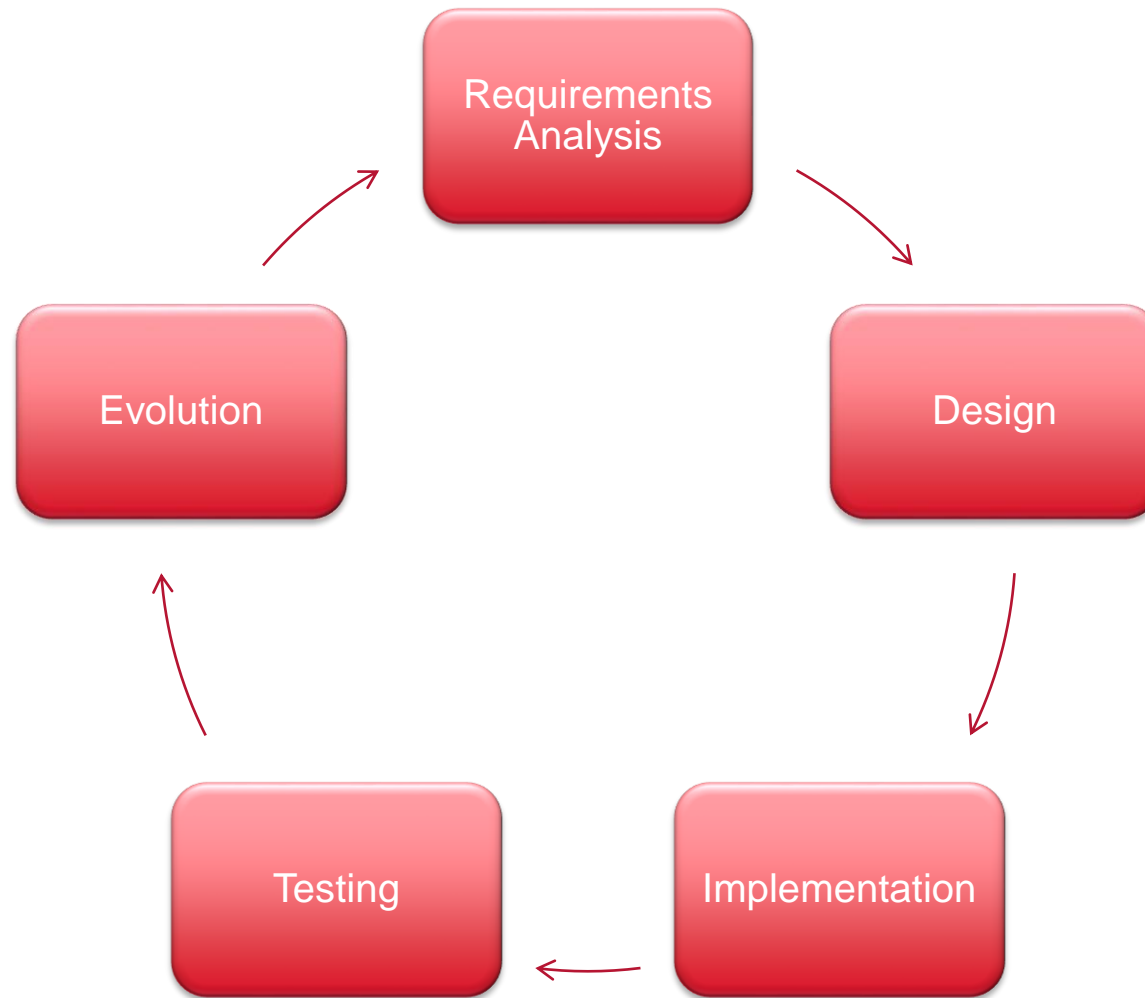 Requirements
Analysis
Design
Implementation
Testing
Evolution